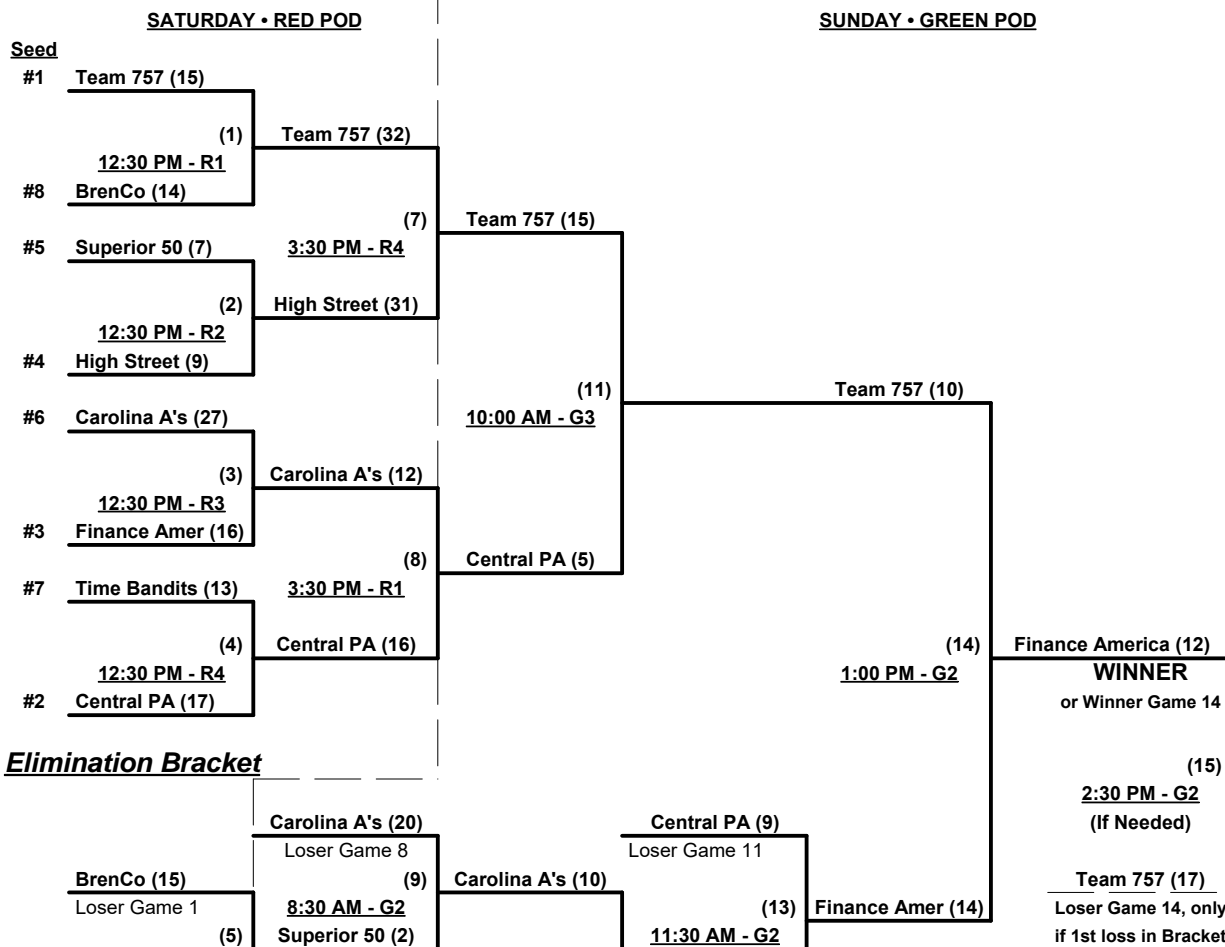 SATURDAY • RED POD
SUNDAY • GREEN POD
Seed
#1 Team 757 (15)
(1) Team 757 (32)
12:30 PM - R1
#8 BrenCo (14)
(7) Team 757 (15)
#5 Superior 50 (7) 3:30 PM - R4
(2) High Street (31)
12:30 PM - R2
#4 High Street (9)
(11) Team 757 (10)
#6 Carolina A's (27) 10:00 AM - G3
(3) Carolina A's (12)
12:30 PM - R3
#3 Finance Amer (16)
(8) Central PA (5)
#7 Time Bandits (13) 3:30 PM - R1
(4) Central PA (16) (14) Finance America (12)
12:30 PM - R4 1:00 PM - G2 WINNER
#2 Central PA (17) or Winner Game 14
Elimination Bracket
(15)
2:30 PM - G2
Carolina A's (20) Central PA (9) (If Needed)
Loser Game 8 Loser Game 11
BrenCo (15) (9) Carolina A's (10) Team 757 (17)
Loser Game 1 8:30 AM - G2 (13) Finance Amer (14) Loser Game 14, only
(5) Superior 50 (2) 11:30 AM - G2 if 1st loss in Bracket